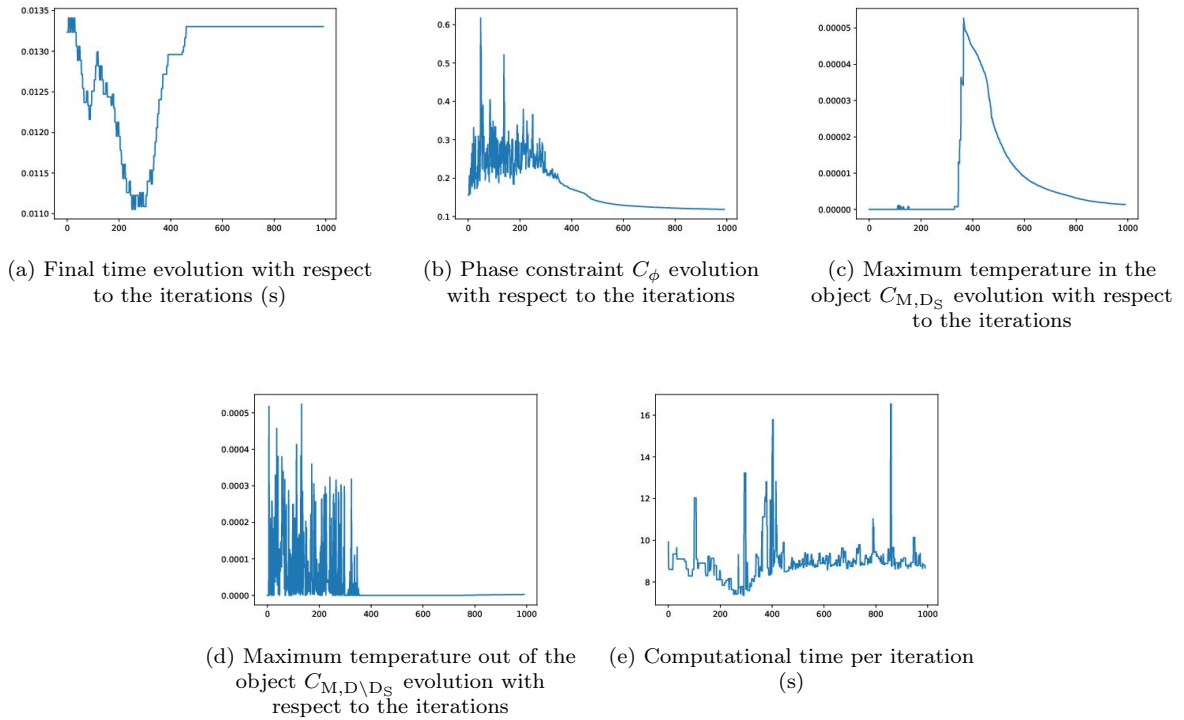 0.0135
0.0130
0.0125
0.0120
0.0115
0.0110
0 200 400 600 800 1000
(a) Final time evolution with respect
to the iterations (s)
0.6
0.5
0.4
0.3
0.2
0.1
0 200 400 600 800 1000
(b) Phase constraint C_ϕ evolution
with respect to the iterations
0.00005
0.00004
0.00003
0.00002
0.00001
0.00000
0 200 400 600 800 1000
(c) Maximum temperature in the
object C_{M,D_S} evolution with respect
to the iterations
0.0005
0.0004
0.0003
0.0002
0.0001
0.0000
0 200 400 600 800 1000
(d) Maximum temperature out of the
object C_{M,D\D_S} evolution with
respect to the iterations
16
14
12
10
8
0 200 400 600 800 1000
(e) Computational time per iteration
(s)